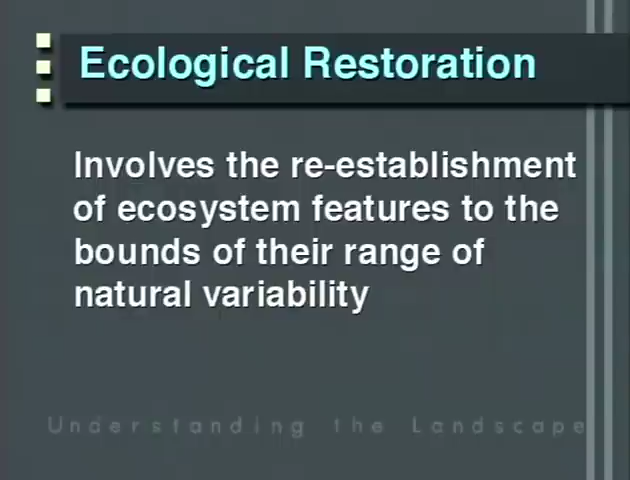 Ecological Restoration
Involves the re-establishment
of ecosystem features to the
bounds of their range of
natural variability
Understanding the Landscape